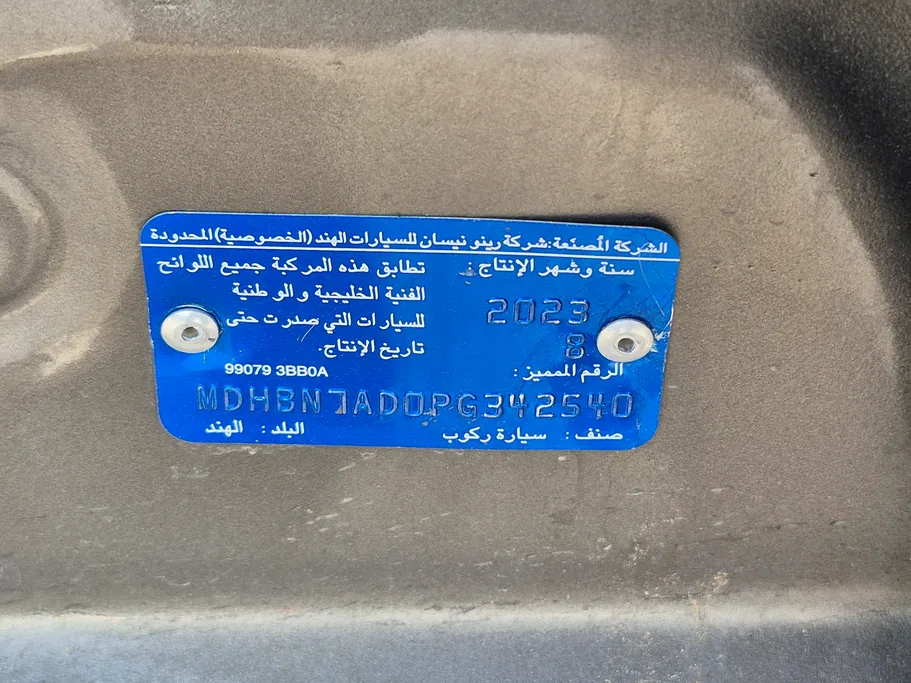 الشركة المصنعة: شركة رينو نيسان للسيارات الهند (الخصوصية) المحدودة
سنة وشهر الإنتاج:
2023
8
تطابق هذه المركبة جميع اللوائح
الفنية الخليجية والوطنية
للسيارات التي صدرت حتى
تاريخ الإنتاج.
الرقم المميز:
99079 3BB0A
MDHBN7AD0PG342540
صنف: سيارة ركوب
البلد: الهند